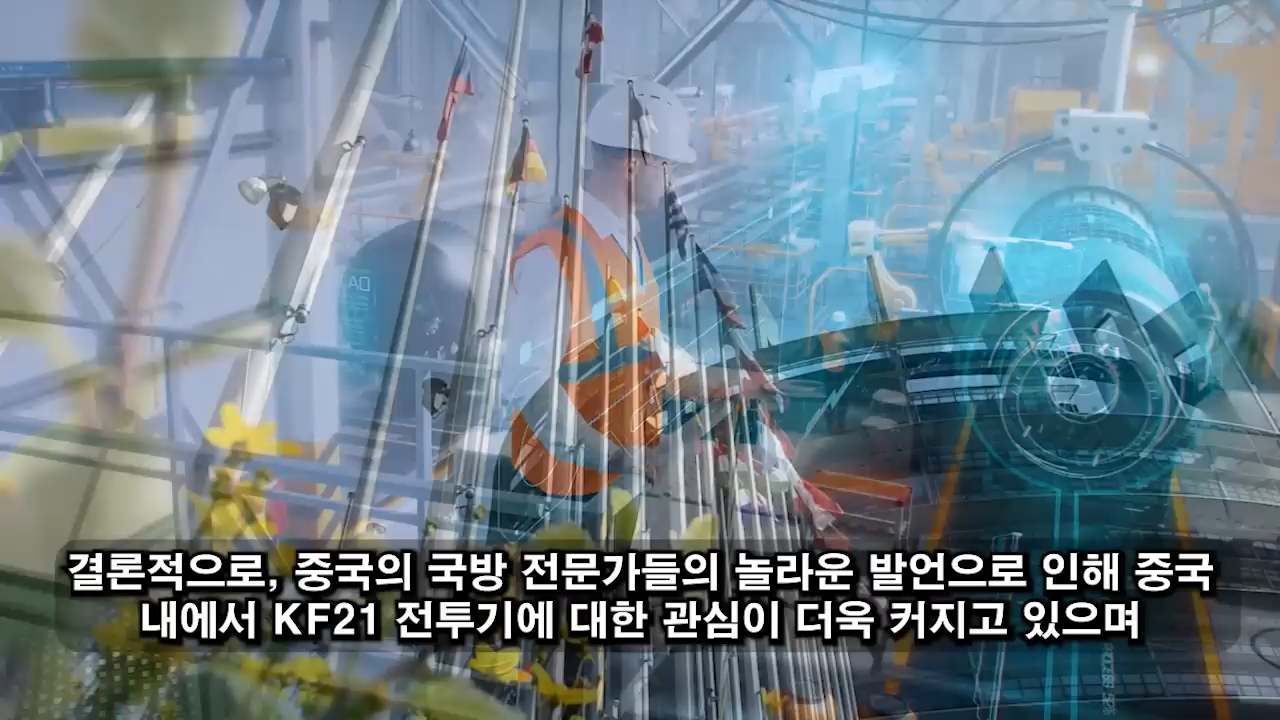 결론적으로, 중국의 국방 전문가들의 놀라운 발언으로 인해 중국
내에서 KF21 전투기에 대한 관심이 더욱 커지고 있으며